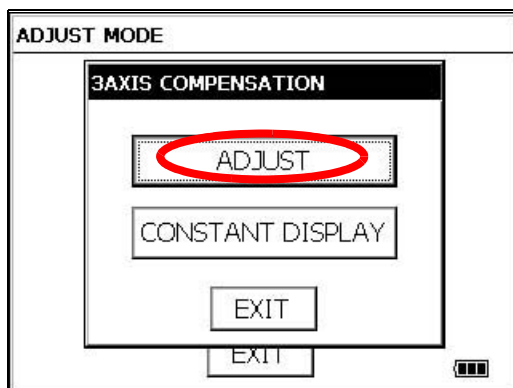 ADJUST MODE
3AXIS COMPENSATION
ADJUST
CONSTANT DISPLAY
EXIT
EXIT